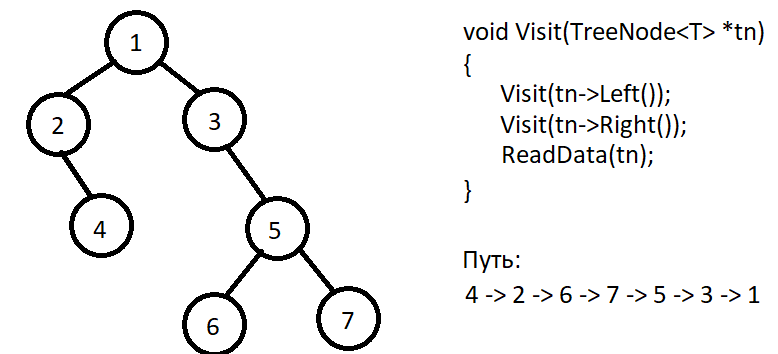 1
2
3
4
5
6
7
void Visit(TreeNode<T> *tn)
{
Visit(tn->Left());
Visit(tn->Right());
ReadData(tn);
}
Путь:
4 -> 2 -> 6 -> 7 -> 5 -> 3 -> 1